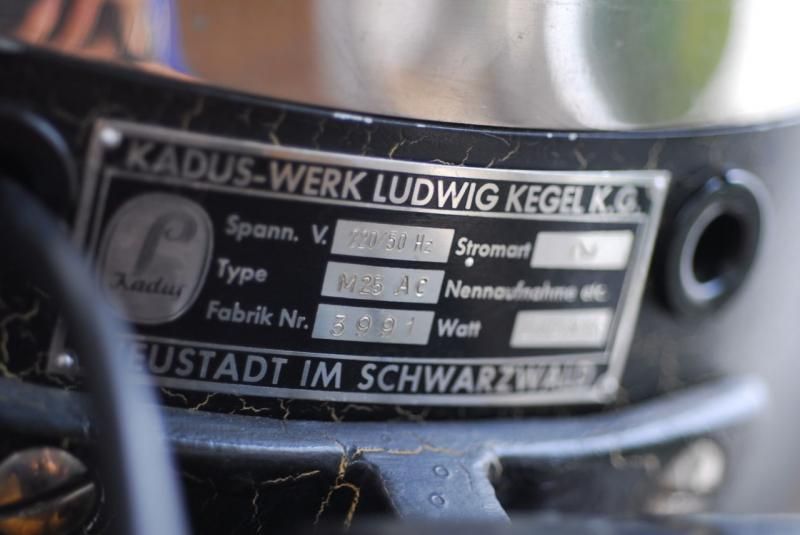 KADUS-WERK LUDWIG KEGEL K.G.
Kadus
Spann. V. 220/50 Hz Stromart ~
Type M25 AC Nennaufnahme ca.
Fabrik Nr. 3991 Watt
NEUSTADT IM SCHWARZWALD